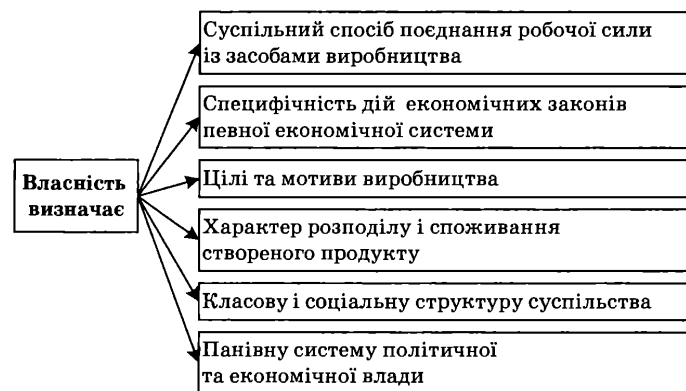 Суспільний спосіб поєднання робочої сили
із засобами виробництва
Специфічність дій економічних законів
певної економічної системи
Власність
визначає
Цілі та мотиви виробництва
Характер розподілу і споживання
створеного продукту
Класову і соціальну структуру суспільства
Панівну систему політичної
та економічної влади